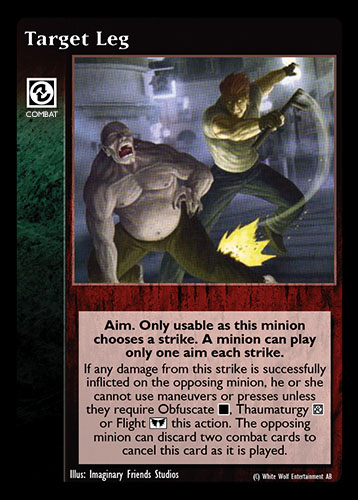 Target Leg
COMBAT
Aim. Only usable as this minion
chooses a strike. A minion can play
only one aim each strike.
If any damage from this strike is successfully
inflicted on the opposing minion, he or she
cannot use maneuvers or presses unless
they require Obfuscate , Thaumaturgy
or Flight this action. The opposing
minion can discard two combat cards to
cancel this card as it is played.
Illus: Imaginary Friends Studios
(C) White Wolf Entertainment AB